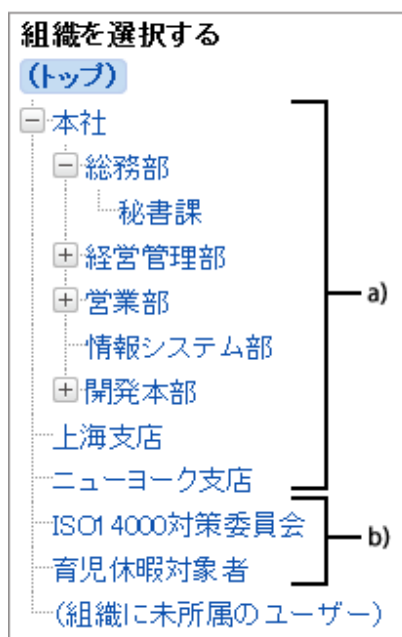 組織を選択する
(トップ)
本社
総務部
秘書課
経営管理部
a)
営業部
情報システム部
開発本部
上海支店
ニューヨーク支店
ISO14000対策委員会
b)
育児休暇対象者
(組織に未所属のユーザー)